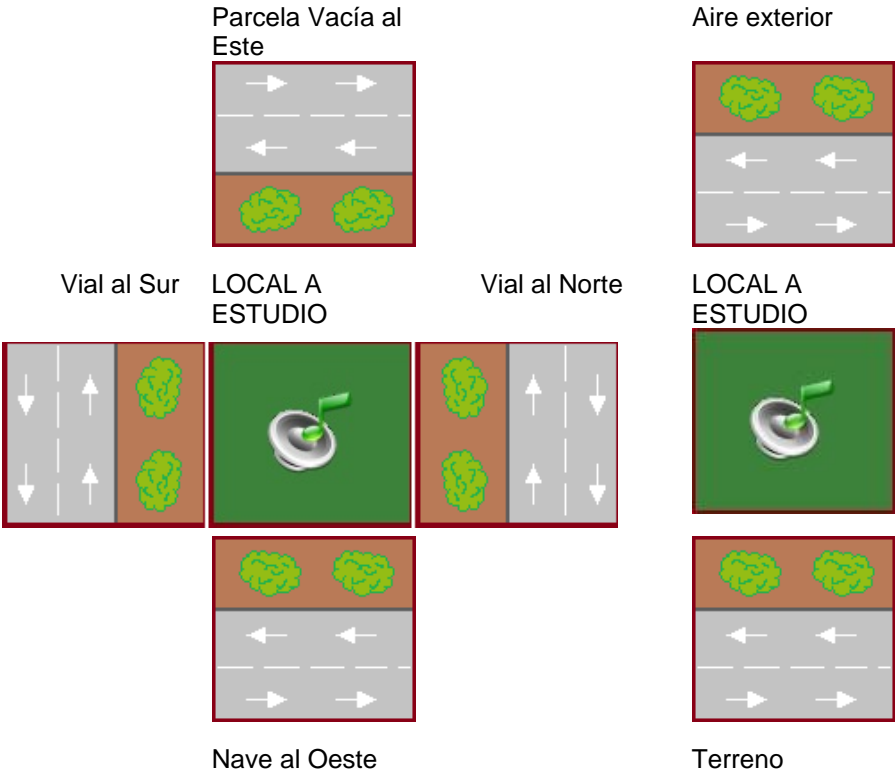 Parcela Vacía al
Este
Aire exterior
Vial al Sur
LOCAL A
ESTUDIO
Vial al Norte
LOCAL A
ESTUDIO
Nave al Oeste
Terreno